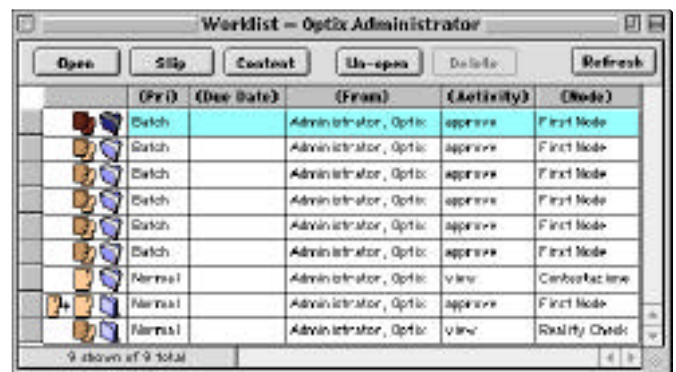 Worklist — Optix Administrator
Open Slip Content Un-open Delete Refresh
(Pri) (Due Date) (From) (Activity) (Node)
Batch Administrator, Optix approve First Node
Batch Administrator, Optix approve First Node
Batch Administrator, Optix approve First Node
Batch Administrator, Optix approve First Node
Batch Administrator, Optix approve First Node
Batch Administrator, Optix approve First Node
Normal Administrator, Optix view Contestazione
Normal Administrator, Optix approve First Node
Normal Administrator, Optix view Reality Check
9 shown of 9 total